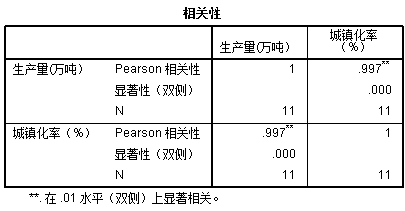 相关性
生产量(万吨) 城镇化率（%）
生产量(万吨) Pearson 相关性 1 .997**
显著性（双侧） .000
N 11 11
城镇化率（%） Pearson 相关性 .997** 1
显著性（双侧） .000
N 11 11
**. 在 .01 水平（双侧）上显著相关。